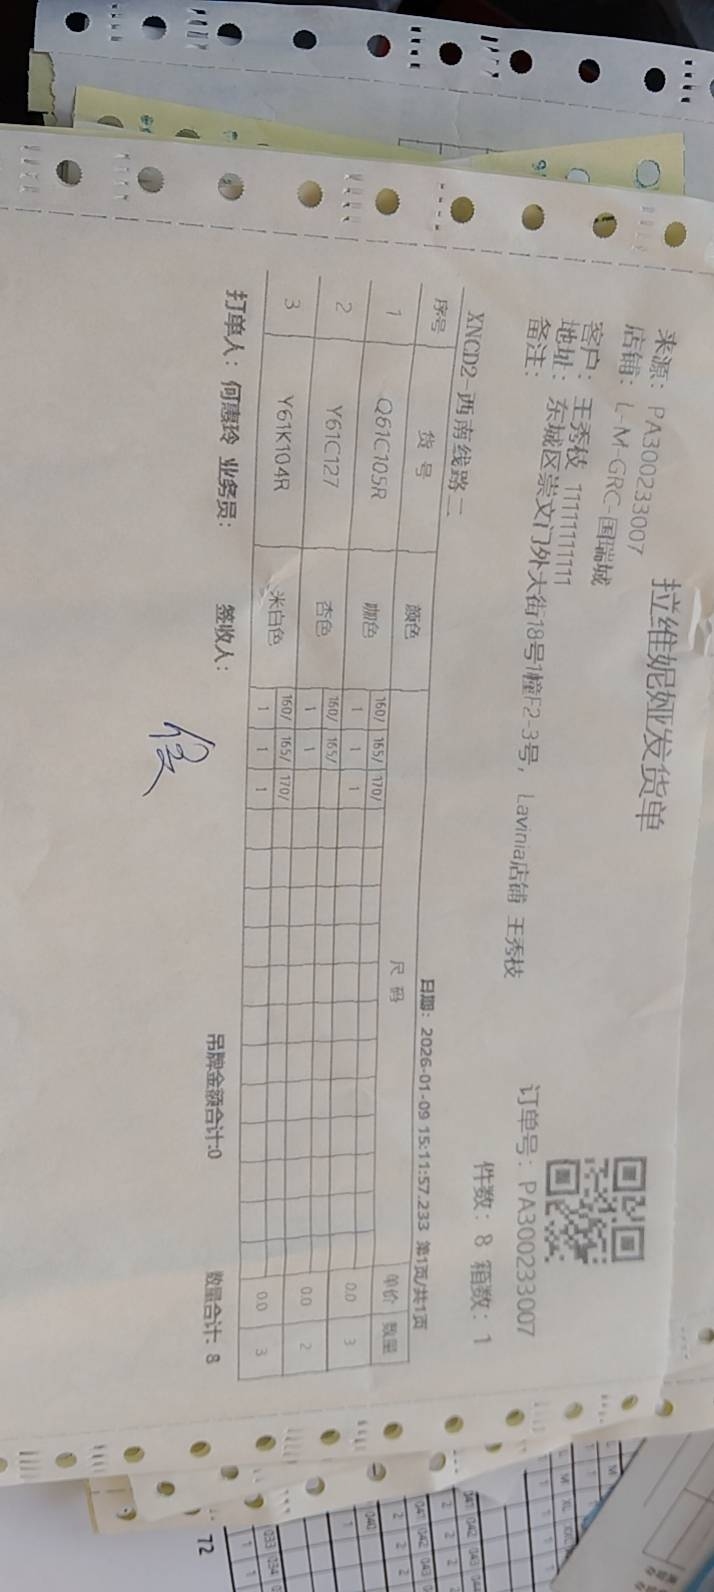 拉维妮娅发货单
来源： PA300233007
店铺： L-M-GRC-国瑞城
客户： 王秀枝 11111111111
地址： 东城区崇文门外大街18号1幢F2-3号， Lavinia店铺 王秀枝
备注：
订单号： PA300233007
件数： 8 箱数： 1
XNCD2-西南线路二
日期： 2026-01-09 15:11:57.233 第1页/共1页
序号 货 号 颜色 尺 码 单价 数量
160/ 165/ 170/
1 Q61C105R 咖色 1 1 1 0.0 3
160/ 165/
2 Y61C127 杏色 1 1 0.0 2
160/ 165/ 170/
3 Y61K104R 米白色 1 1 1 0.0 3
打单人： 何惠玲 业务员： 签收人： 吊牌金额合计:0 数量合计: 8
72